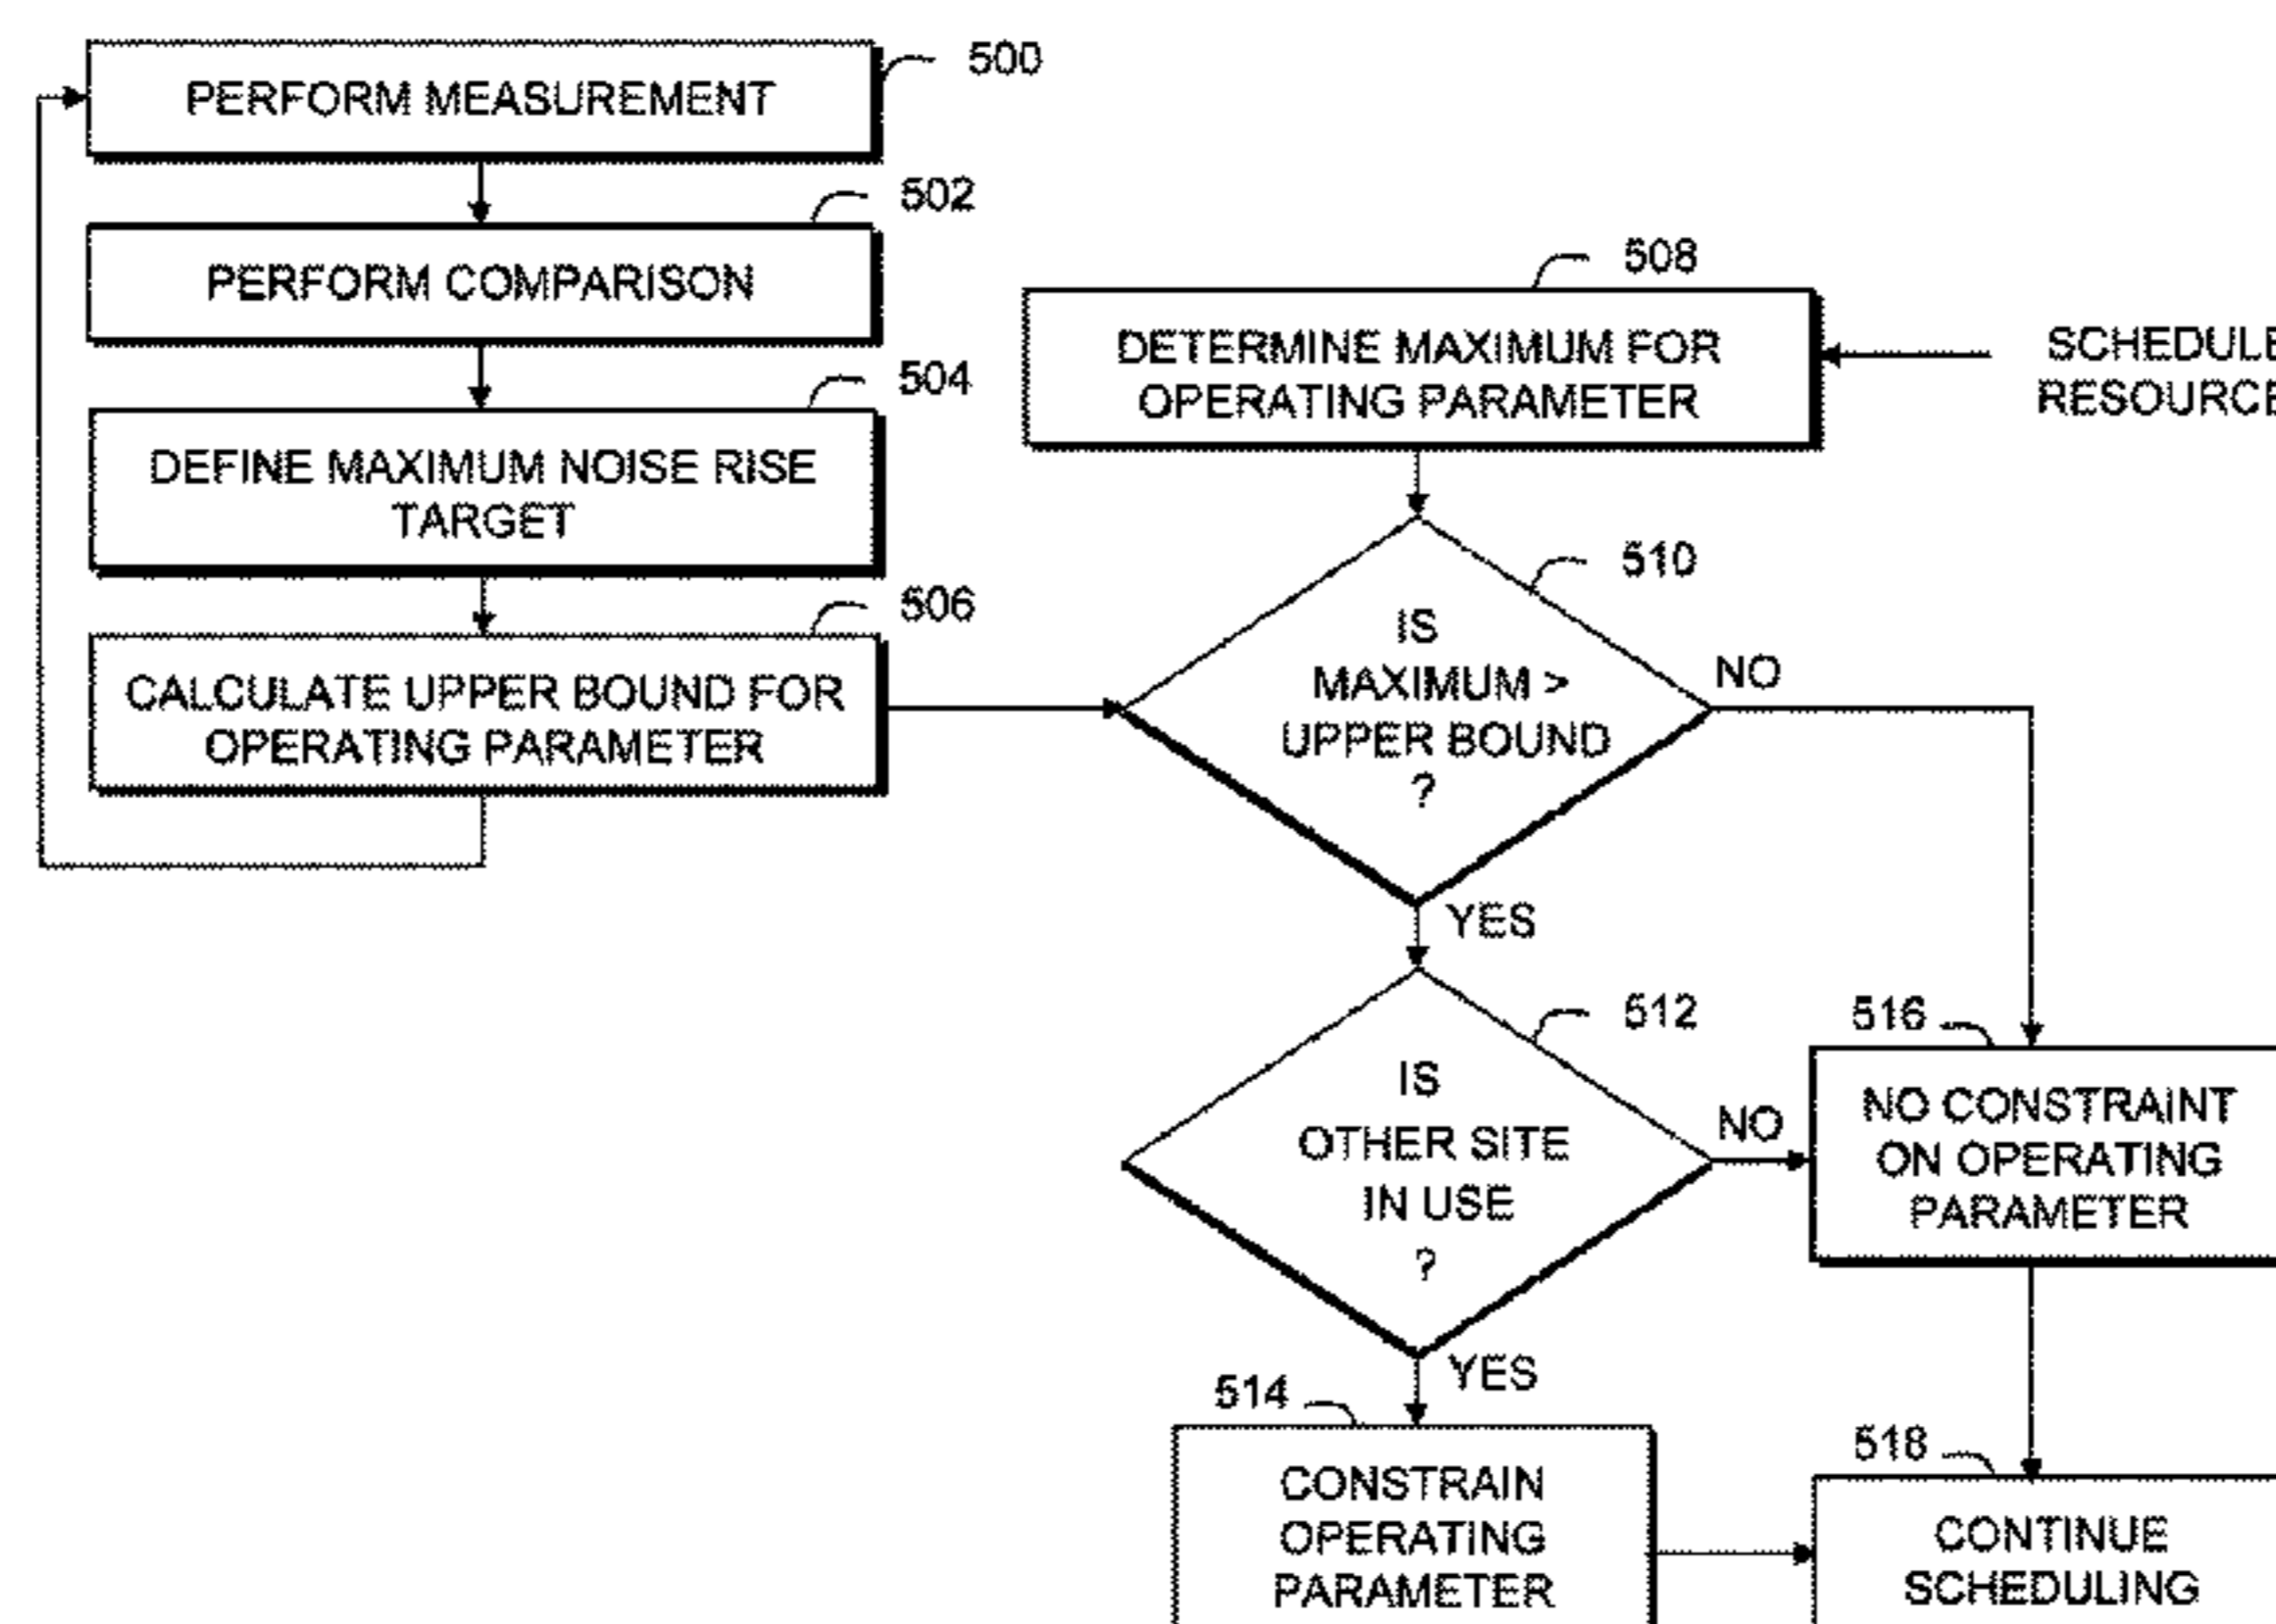 500
PERFORM MEASUREMENT
502
PERFORM COMPARISON
504
DEFINE MAXIMUM NOISE RISE
TARGET
506
CALCULATE UPPER BOUND FOR
OPERATING PARAMETER
508
DETERMINE MAXIMUM FOR
OPERATING PARAMETER
SCHEDULE
RESOURCE
510
IS
MAXIMUM >
UPPER BOUND
?
NO
YES
512
IS
OTHER SITE
IN USE
?
NO
YES
516
NO CONSTRAINT
ON OPERATING
PARAMETER
514
CONSTRAIN
OPERATING
PARAMETER
518
CONTINUE
SCHEDULING